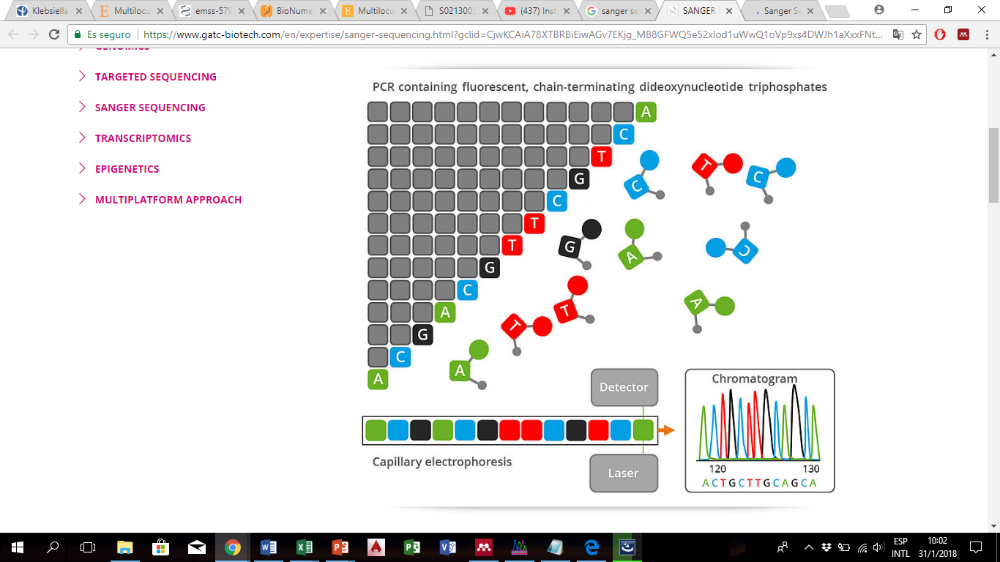 Klebsiella
Multilocu
emss-579
BioNume
Multilocu
S0213005
(437) Inst
sanger se
SANGER
Sanger S
Es seguro
https://www.gatc-biotech.com/en/expertise/sanger-sequencing.html?gclid=CjwKCAiA78XTBRBiEiwAGv7EKjg_MB8GFWQ5e52xlod1uWwQ1oVp9xs4DWJh1aXxxFNt...
GENOMICS
TARGETED SEQUENCING
SANGER SEQUENCING
TRANSCRIPTOMICS
EPIGENETICS
MULTIPLATFORM APPROACH
PCR containing fluorescent, chain-terminating dideoxynucleotide triphosphates
A
C
T
G
C
T
T
G
C
A
G
C
A
C
T
C
G
A
C
A
T
T
A
Detector
Laser
Capillary electrophoresis
Chromatogram
120 130
ACTGCTTGCAGCA
ESP
INTL
10:02
31/1/2018